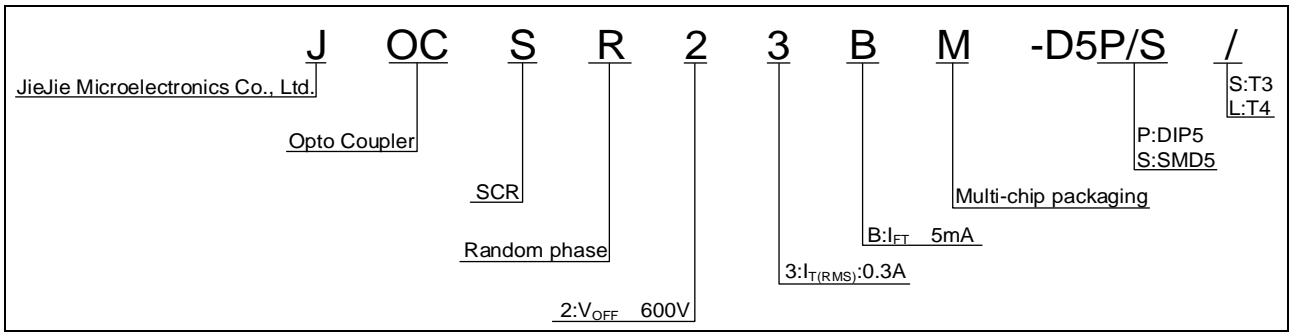 J OC S R 2 3 B M -D5P/S /
JieJie Microelectronics Co., Ltd.
S:T3
L:T4
Opto Coupler
P:DIP5
S:SMD5
SCR
Multi-chip packaging
Random phase
B:IFT 5mA
3:IT(RMS):0.3A
2:VOFF 600V